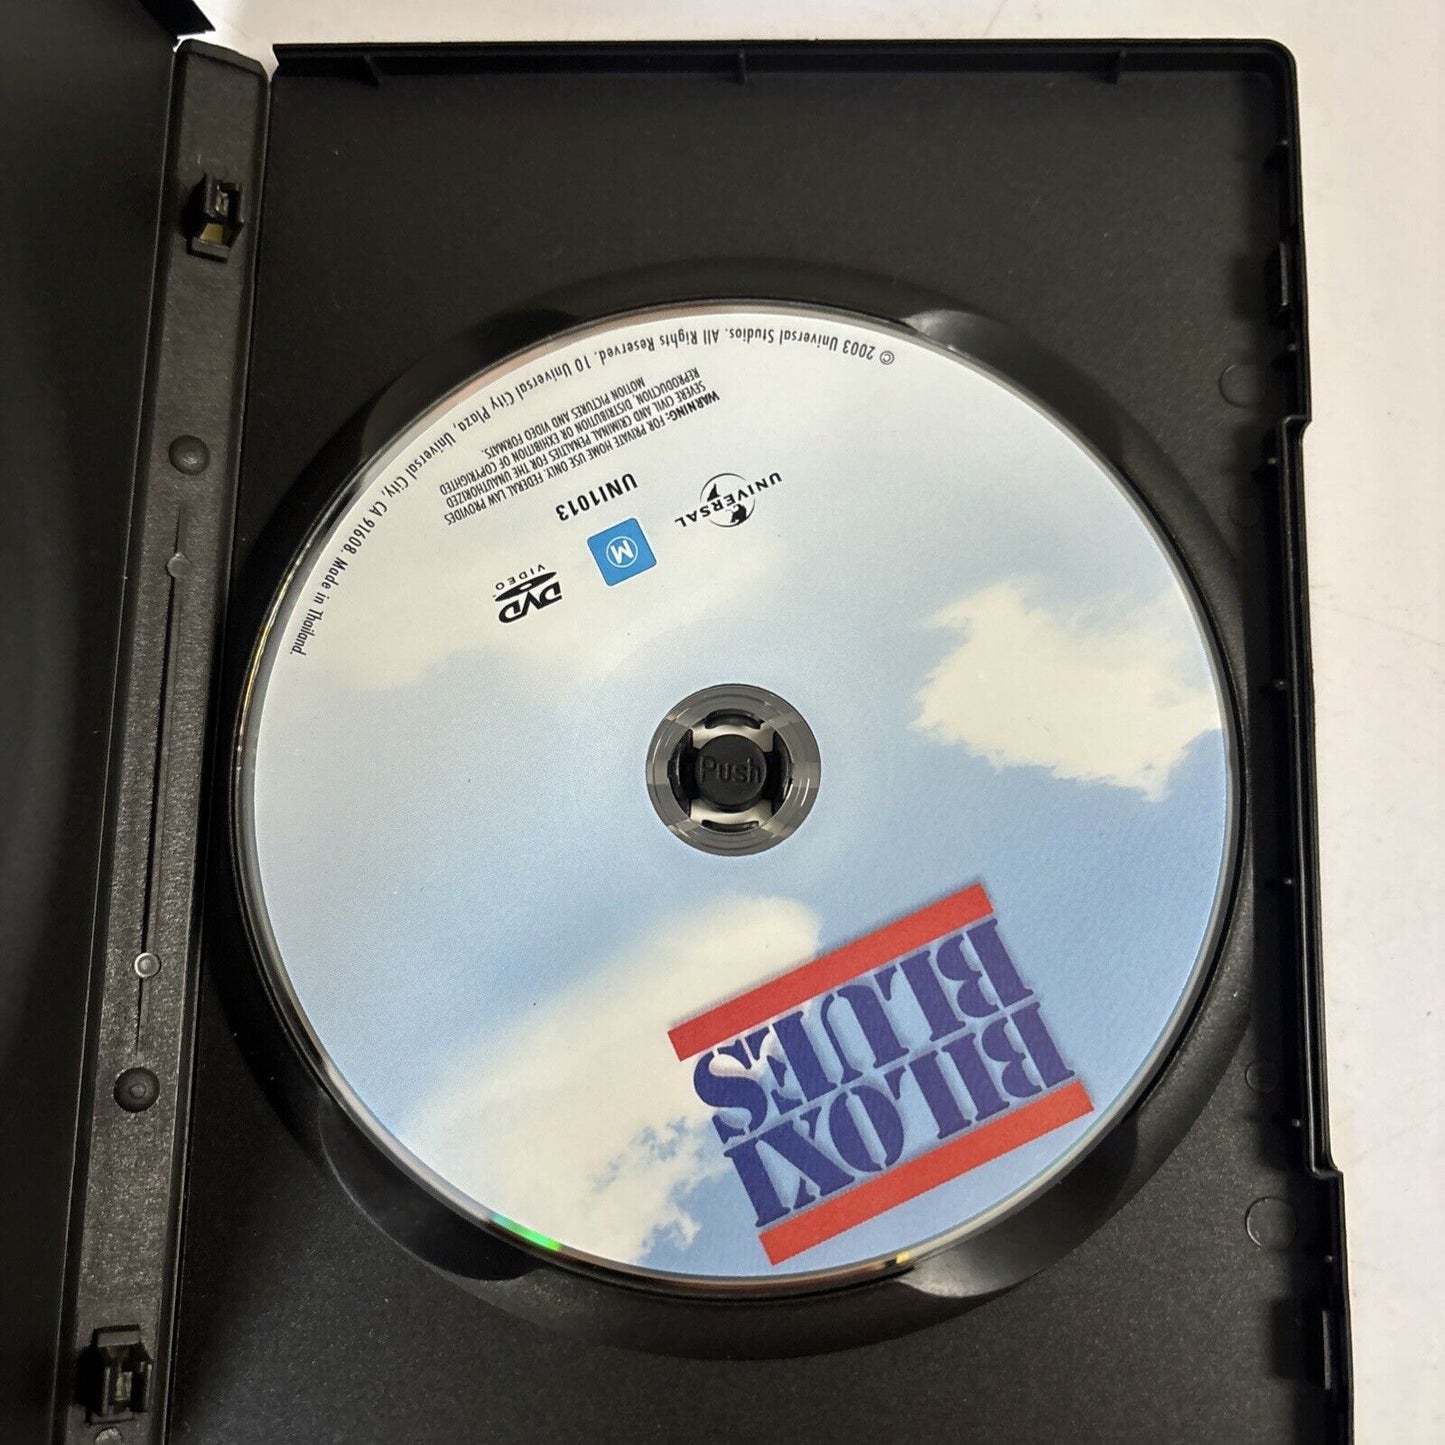 BILOXI
BLUES
Push
DVD
VIDEO
M
UNI1013
UNIVERSAL
WARNING: FOR PRIVATE HOME USE ONLY. FEDERAL LAW PROVIDES
SEVERE CIVIL AND CRIMINAL PENALTIES FOR THE UNAUTHORIZED
REPRODUCTION, DISTRIBUTION OR EXHIBITION OF COPYRIGHTED
MOTION PICTURES AND VIDEO FORMATS.
© 2003 Universal Studios. All Rights Reserved. 10 Universal City Plaza, Universal City, CA 91608. Made in Thailand.